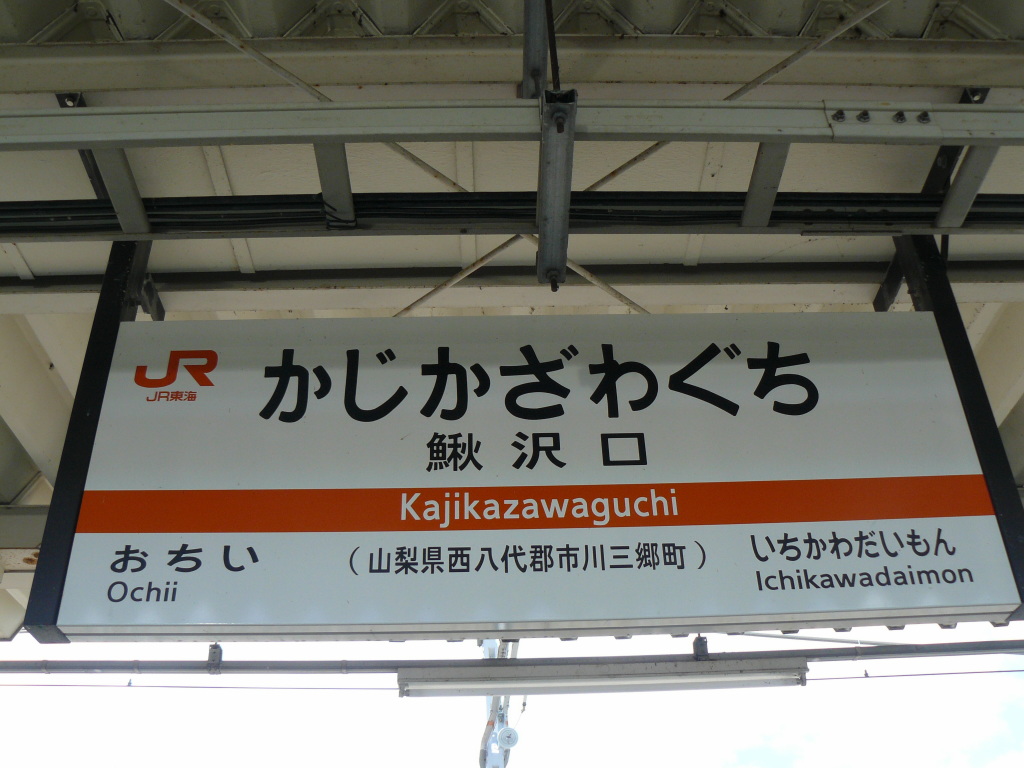 JR
JR東海
かじかざわぐち
鰍沢口
Kajikazawaguchi
おちい
Ochii
（山梨県西八代郡市川三郷町）
いちかわだいもん
Ichikawadaimon